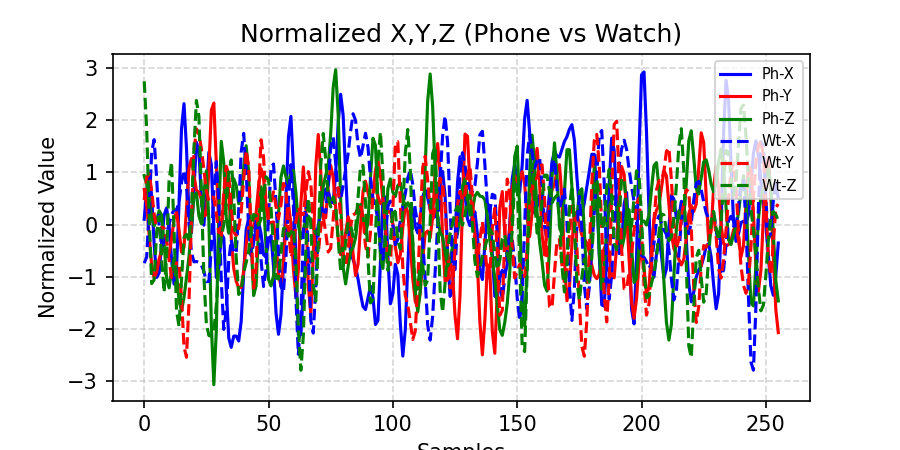 Normalized X,Y,Z (Phone vs Watch)
Normalized Value
3
2
1
0
−1
−2
−3
Ph-X
Ph-Y
Ph-Z
Wt-X
Wt-Y
Wt-Z
0 50 100 150 200 250
Samples